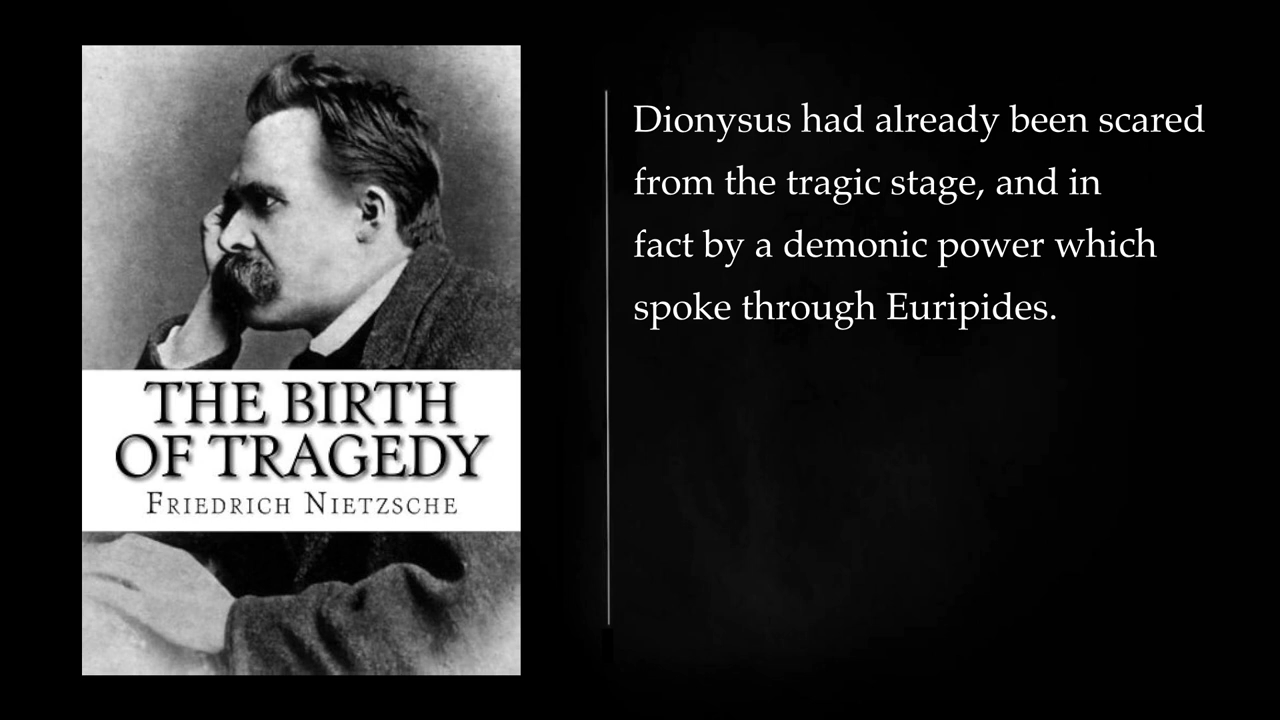 THE BIRTH
OF TRAGEDY
FRIEDRICH NIETZSCHE
Dionysus had already been scared
from the tragic stage, and in
fact by a demonic power which
spoke through Euripides.